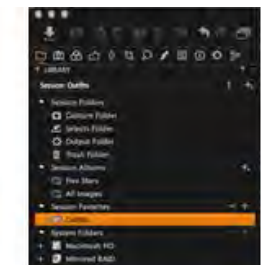 LIBRARY
Session: Outfits
Session Folders
Capture Folder
Selects Folder
Output Folder
Trash Folder
Session Albums
Five Stars
All Images
Session Favorites
System Folders
Macintosh HD
Mirrored RAID